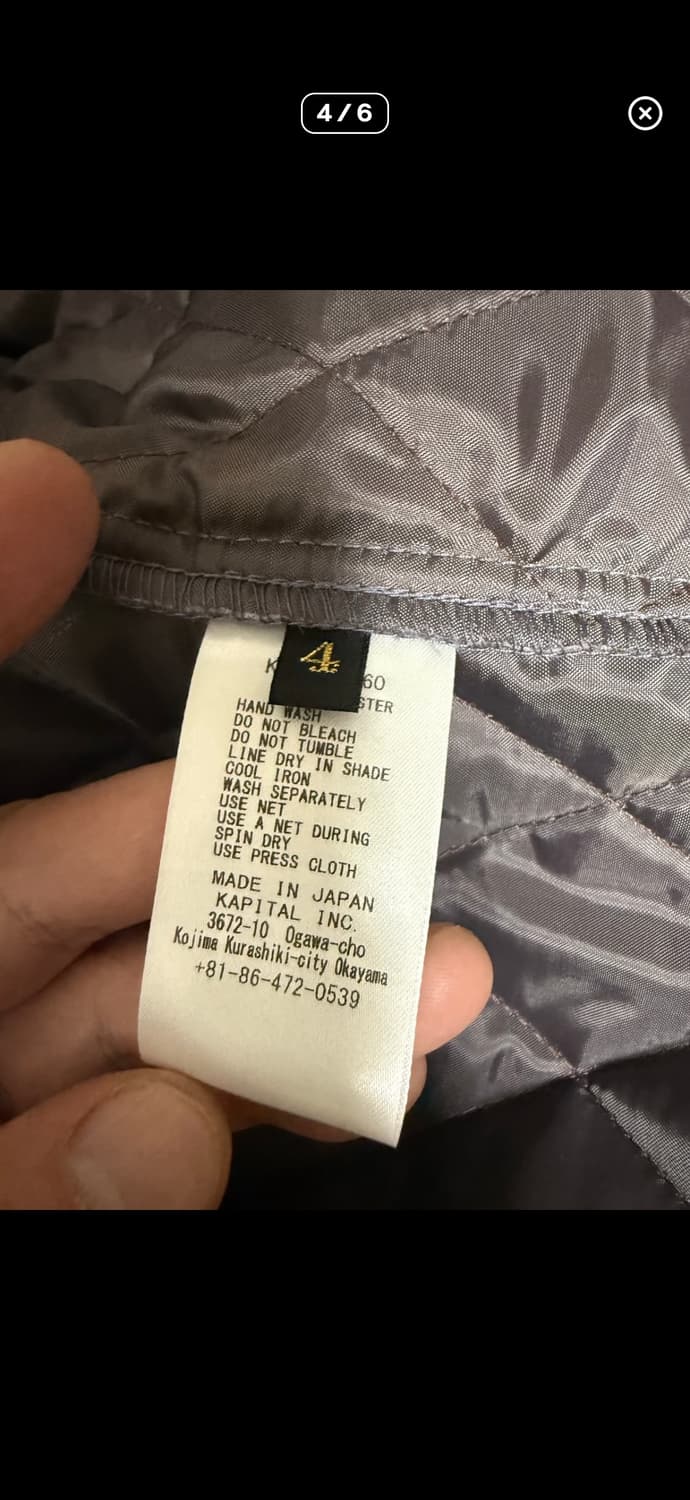 4/6
4
K
60
STER
HAND WASH
DO NOT BLEACH
DO NOT TUMBLE
LINE DRY IN SHADE
COOL IRON
WASH SEPARATELY
USE NET
USE A NET DURING
SPIN DRY
USE PRESS CLOTH
MADE IN JAPAN
KAPITAL INC.
3672-10 Ogawa-cho
Kojima Kurashiki-city Okayama
+81-86-472-0539